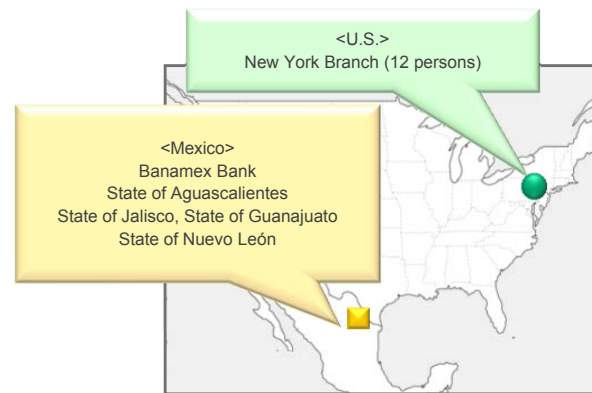 <U.S.>
New York Branch (12 persons)
<Mexico>
Banamex Bank
State of Aguascalientes
State of Jalisco, State of Guanajuato
State of Nuevo León